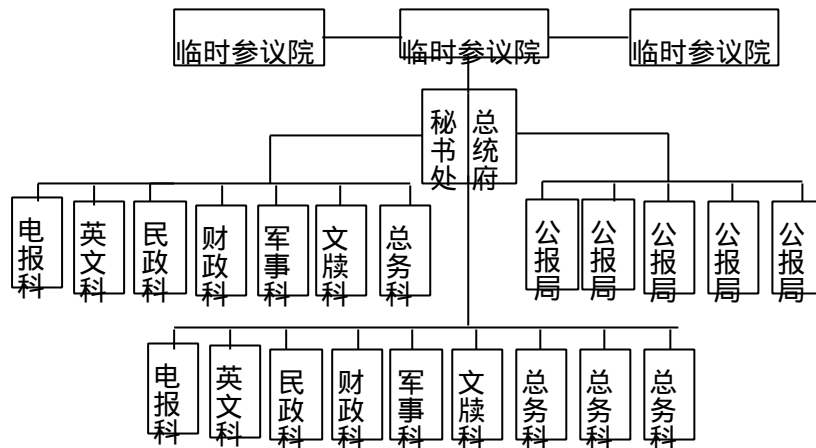 临时参议院 临时参议院 临时参议院
总统府
秘书处
电报科 英文科 民政科 财政科 军事科 文牍科 总务科
公报局 公报局 公报局 公报局 公报局
电报科 英文科 民政科 财政科 军事科 文牍科 总务科 总务科 总务科